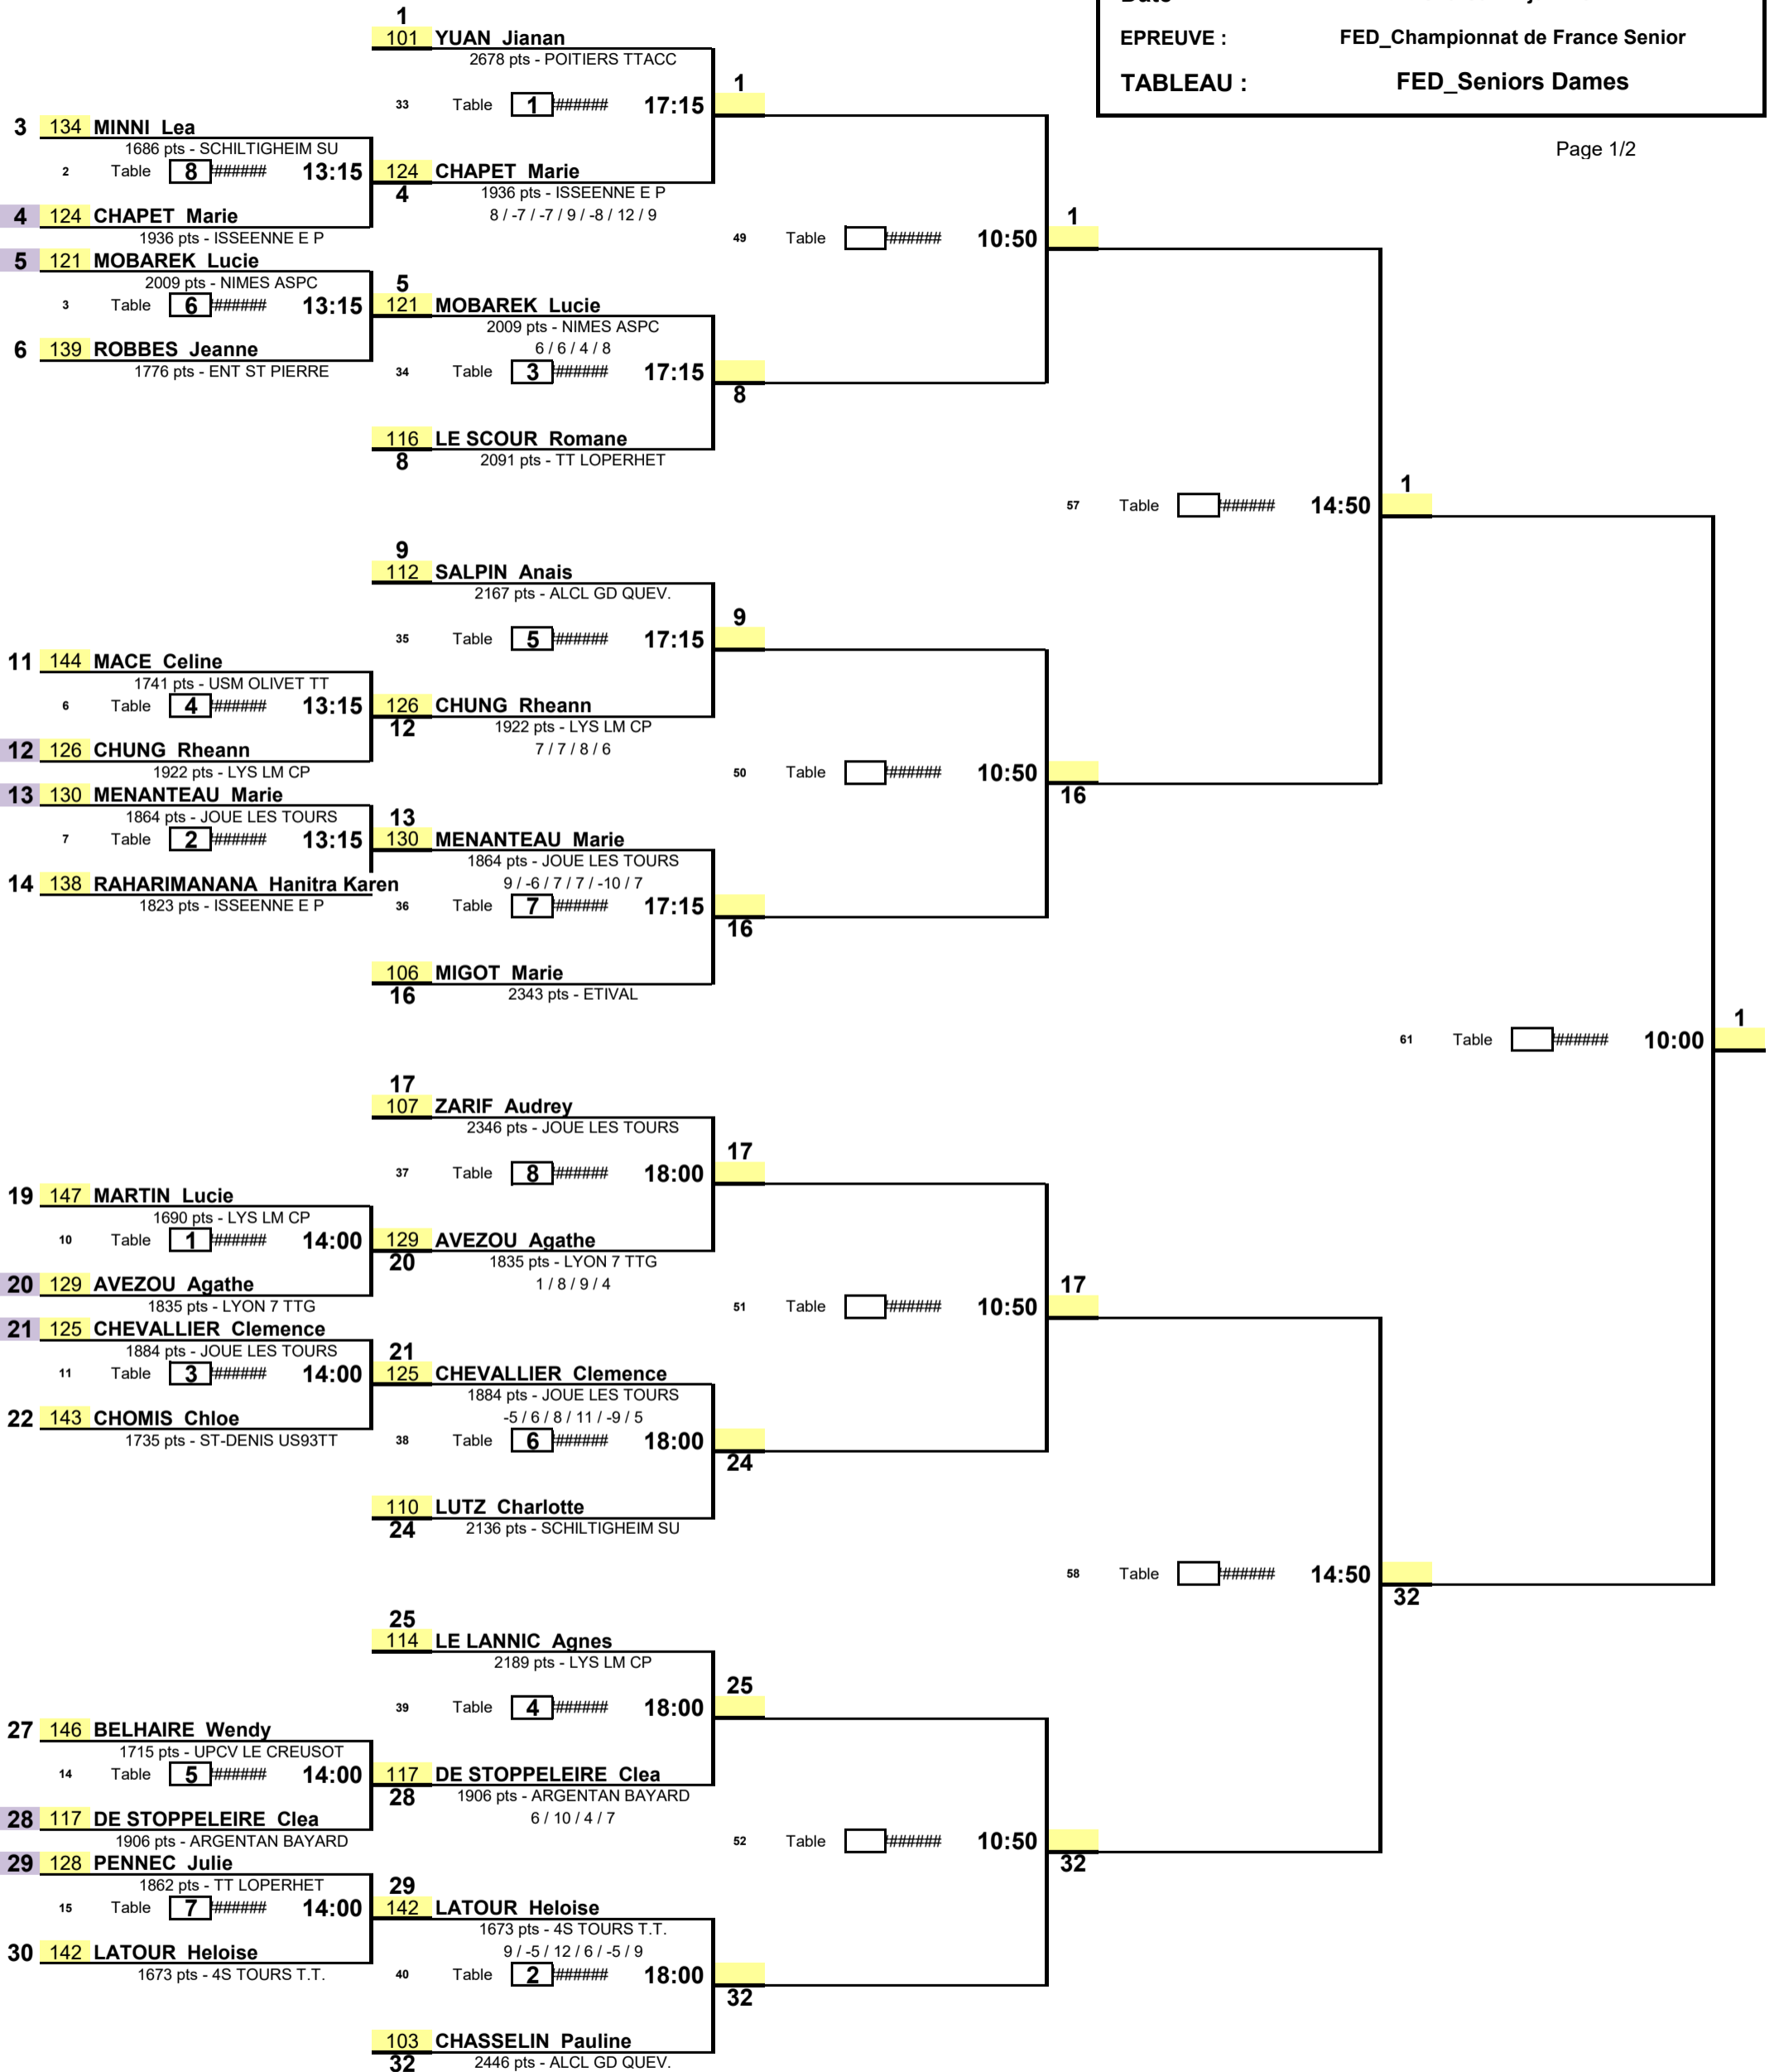 Date
EPREUVE : FED_Championnat de France Senior
TABLEAU : FED_Seniors Dames
Page 1/2
1
101 YUAN Jianan
2678 pts - POITIERS TTACC
1
33 Table 1 ###### 17:15
3 134 MINNI Lea
1686 pts - SCHILTIGHEIM SU
2 Table 8 ###### 13:15
124 CHAPET Marie
4
1936 pts - ISSEENNE E P
8 / -7 / -7 / 9 / -8 / 12 / 9
4 124 CHAPET Marie
1936 pts - ISSEENNE E P
1
49 Table ###### 10:50
5 121 MOBAREK Lucie
2009 pts - NIMES ASPC
3 Table 6 ###### 13:15
5
121 MOBAREK Lucie
2009 pts - NIMES ASPC
6 / 6 / 4 / 8
6 139 ROBBES Jeanne
1776 pts - ENT ST PIERRE
34 Table 3 ###### 17:15
8
116 LE SCOUR Romane
8
2091 pts - TT LOPERHET
1
57 Table ###### 14:50
9
112 SALPIN Anais
2167 pts - ALCL GD QUEV.
9
35 Table 5 ###### 17:15
11 144 MACE Celine
1741 pts - USM OLIVET TT
6 Table 4 ###### 13:15
126 CHUNG Rheann
12
1922 pts - LYS LM CP
7 / 7 / 8 / 6
12 126 CHUNG Rheann
1922 pts - LYS LM CP
50 Table ###### 10:50
16
13 130 MENANTEAU Marie
1864 pts - JOUE LES TOURS
7 Table 2 ###### 13:15
13
130 MENANTEAU Marie
1864 pts - JOUE LES TOURS
9 / -6 / 7 / 7 / -10 / 7
14 138 RAHARIMANANA Hanitra Karen
1823 pts - ISSEENNE E P
36 Table 7 ###### 17:15
16
106 MIGOT Marie
16
2343 pts - ETIVAL
1
61 Table ###### 10:00
17
107 ZARIF Audrey
2346 pts - JOUE LES TOURS
17
37 Table 8 ###### 18:00
19 147 MARTIN Lucie
1690 pts - LYS LM CP
10 Table 1 ###### 14:00
129 AVEZOU Agathe
20
1835 pts - LYON 7 TTG
1 / 8 / 9 / 4
20 129 AVEZOU Agathe
1835 pts - LYON 7 TTG
17
51 Table ###### 10:50
21 125 CHEVALLIER Clemence
1884 pts - JOUE LES TOURS
11 Table 3 ###### 14:00
21
125 CHEVALLIER Clemence
1884 pts - JOUE LES TOURS
-5 / 6 / 8 / 11 / -9 / 5
22 143 CHOMIS Chloe
1735 pts - ST-DENIS US93TT
38 Table 6 ###### 18:00
24
110 LUTZ Charlotte
24
2136 pts - SCHILTIGHEIM SU
58 Table ###### 14:50
32
25
114 LE LANNIC Agnes
2189 pts - LYS LM CP
25
39 Table 4 ###### 18:00
27 146 BELHAIRE Wendy
1715 pts - UPCV LE CREUSOT
14 Table 5 ###### 14:00
117 DE STOPPELEIRE Clea
28
1906 pts - ARGENTAN BAYARD
6 / 10 / 4 / 7
28 117 DE STOPPELEIRE Clea
1906 pts - ARGENTAN BAYARD
52 Table ###### 10:50
32
29 128 PENNEC Julie
1862 pts - TT LOPERHET
15 Table 7 ###### 14:00
29
142 LATOUR Heloise
1673 pts - 4S TOURS T.T.
9 / -5 / 12 / 6 / -5 / 9
30 142 LATOUR Heloise
1673 pts - 4S TOURS T.T.
40 Table 2 ###### 18:00
32
103 CHASSELIN Pauline
32
2446 pts - ALCL GD QUEV.